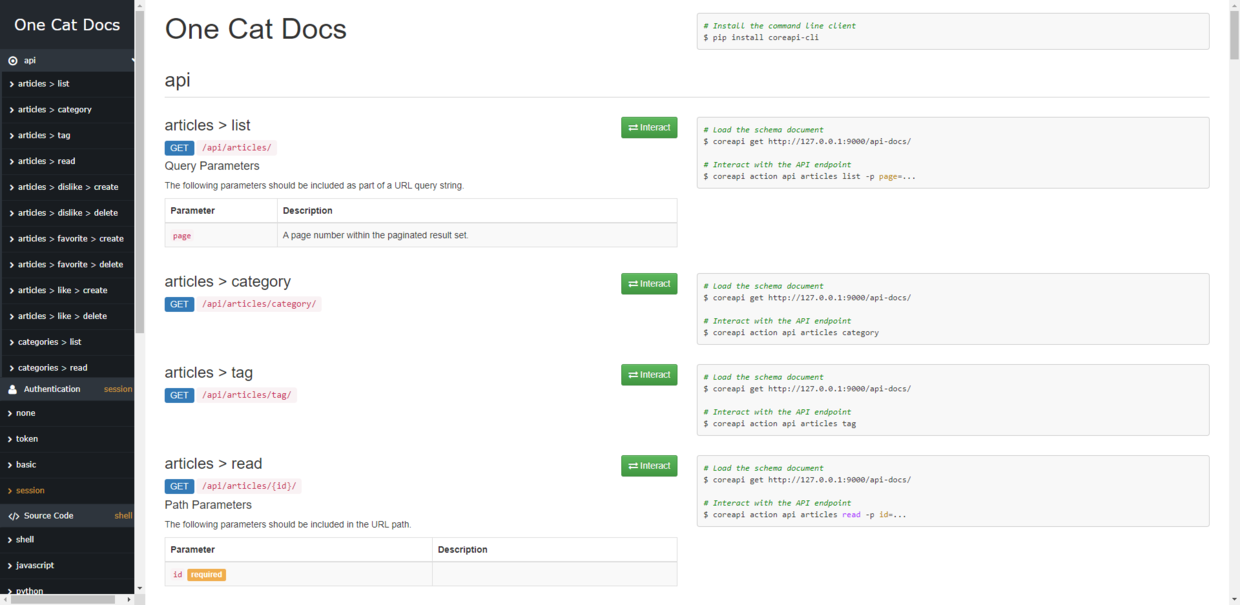 One Cat Docs
api
articles > list
articles > category
articles > tag
articles > read
articles > dislike > create
articles > dislike > delete
articles > favorite > create
articles > favorite > delete
articles > like > create
articles > like > delete
categories > list
categories > read
Authentication session
none
token
basic
session
</> Source Code shell
shell
javascript
python
One Cat Docs
# Install the command line client
$ pip install coreapi-cli
api
articles > list
Interact
GET /api/articles/
Query Parameters
The following parameters should be included as part of a URL query string.
Parameter Description
page A page number within the paginated result set.
# Load the schema document
$ coreapi get http://127.0.0.1:9000/api-docs/
# Interact with the API endpoint
$ coreapi action api articles list -p page=...
articles > category
Interact
GET /api/articles/category/
# Load the schema document
$ coreapi get http://127.0.0.1:9000/api-docs/
# Interact with the API endpoint
$ coreapi action api articles category
articles > tag
Interact
GET /api/articles/tag/
# Load the schema document
$ coreapi get http://127.0.0.1:9000/api-docs/
# Interact with the API endpoint
$ coreapi action api articles tag
articles > read
Interact
GET /api/articles/{id}/
Path Parameters
The following parameters should be included in the URL path.
Parameter Description
id required
# Load the schema document
$ coreapi get http://127.0.0.1:9000/api-docs/
# Interact with the API endpoint
$ coreapi action api articles read -p id=...